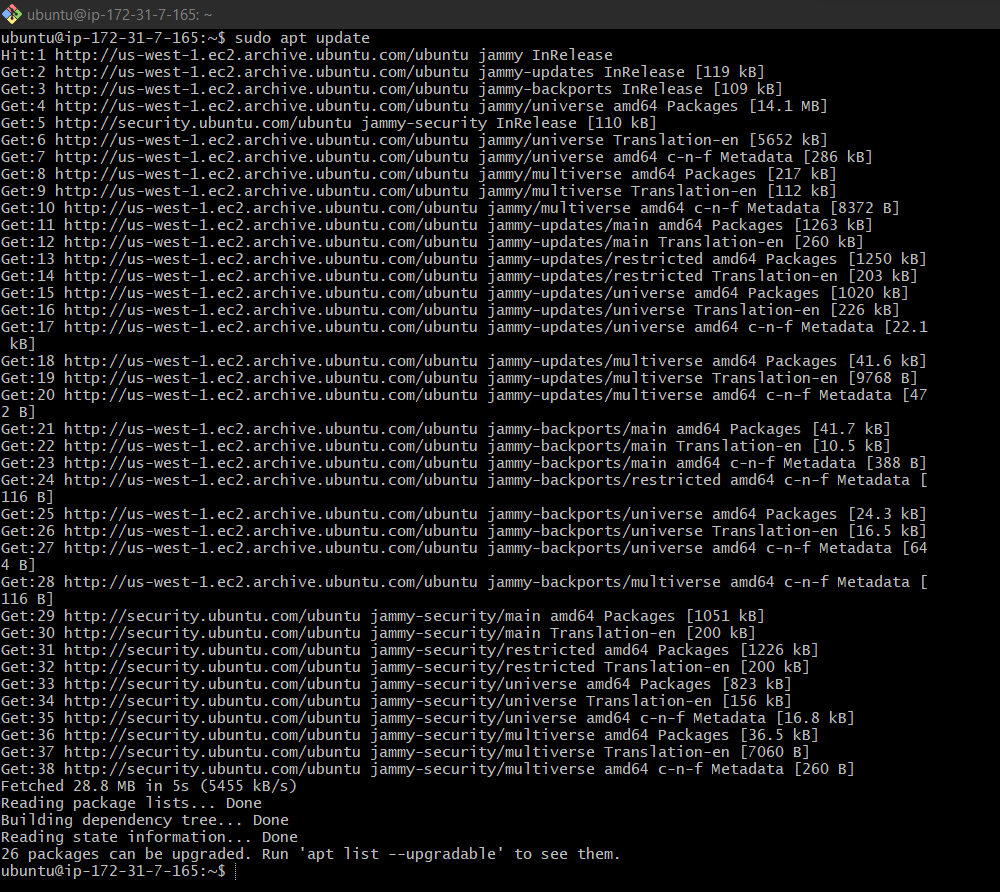 ubuntu@ip-172-31-7-165: ~
ubuntu@ip-172-31-7-165:~$ sudo apt update
Hit:1 http://us-west-1.ec2.archive.ubuntu.com/ubuntu jammy InRelease
Get:2 http://us-west-1.ec2.archive.ubuntu.com/ubuntu jammy-updates InRelease [119 kB]
Get:3 http://us-west-1.ec2.archive.ubuntu.com/ubuntu jammy-backports InRelease [109 kB]
Get:4 http://us-west-1.ec2.archive.ubuntu.com/ubuntu jammy/universe amd64 Packages [14.1 MB]
Get:5 http://security.ubuntu.com/ubuntu jammy-security InRelease [110 kB]
Get:6 http://us-west-1.ec2.archive.ubuntu.com/ubuntu jammy/universe Translation-en [5652 kB]
Get:7 http://us-west-1.ec2.archive.ubuntu.com/ubuntu jammy/universe amd64 c-n-f Metadata [286 kB]
Get:8 http://us-west-1.ec2.archive.ubuntu.com/ubuntu jammy/multiverse amd64 Packages [217 kB]
Get:9 http://us-west-1.ec2.archive.ubuntu.com/ubuntu jammy/multiverse Translation-en [112 kB]
Get:10 http://us-west-1.ec2.archive.ubuntu.com/ubuntu jammy/multiverse amd64 c-n-f Metadata [8372 B]
Get:11 http://us-west-1.ec2.archive.ubuntu.com/ubuntu jammy-updates/main amd64 Packages [1263 kB]
Get:12 http://us-west-1.ec2.archive.ubuntu.com/ubuntu jammy-updates/main Translation-en [260 kB]
Get:13 http://us-west-1.ec2.archive.ubuntu.com/ubuntu jammy-updates/restricted amd64 Packages [1250 kB]
Get:14 http://us-west-1.ec2.archive.ubuntu.com/ubuntu jammy-updates/restricted Translation-en [203 kB]
Get:15 http://us-west-1.ec2.archive.ubuntu.com/ubuntu jammy-updates/universe amd64 Packages [1020 kB]
Get:16 http://us-west-1.ec2.archive.ubuntu.com/ubuntu jammy-updates/universe Translation-en [226 kB]
Get:17 http://us-west-1.ec2.archive.ubuntu.com/ubuntu jammy-updates/universe amd64 c-n-f Metadata [22.1
 kB]
Get:18 http://us-west-1.ec2.archive.ubuntu.com/ubuntu jammy-updates/multiverse amd64 Packages [41.6 kB]
Get:19 http://us-west-1.ec2.archive.ubuntu.com/ubuntu jammy-updates/multiverse Translation-en [9768 B]
Get:20 http://us-west-1.ec2.archive.ubuntu.com/ubuntu jammy-updates/multiverse amd64 c-n-f Metadata [47
2 B]
Get:21 http://us-west-1.ec2.archive.ubuntu.com/ubuntu jammy-backports/main amd64 Packages [41.7 kB]
Get:22 http://us-west-1.ec2.archive.ubuntu.com/ubuntu jammy-backports/main Translation-en [10.5 kB]
Get:23 http://us-west-1.ec2.archive.ubuntu.com/ubuntu jammy-backports/main amd64 c-n-f Metadata [388 B]
Get:24 http://us-west-1.ec2.archive.ubuntu.com/ubuntu jammy-backports/restricted amd64 c-n-f Metadata [
116 B]
Get:25 http://us-west-1.ec2.archive.ubuntu.com/ubuntu jammy-backports/universe amd64 Packages [24.3 kB]
Get:26 http://us-west-1.ec2.archive.ubuntu.com/ubuntu jammy-backports/universe Translation-en [16.5 kB]
Get:27 http://us-west-1.ec2.archive.ubuntu.com/ubuntu jammy-backports/universe amd64 c-n-f Metadata [64
4 B]
Get:28 http://us-west-1.ec2.archive.ubuntu.com/ubuntu jammy-backports/multiverse amd64 c-n-f Metadata [
116 B]
Get:29 http://security.ubuntu.com/ubuntu jammy-security/main amd64 Packages [1051 kB]
Get:30 http://security.ubuntu.com/ubuntu jammy-security/main Translation-en [200 kB]
Get:31 http://security.ubuntu.com/ubuntu jammy-security/restricted amd64 Packages [1226 kB]
Get:32 http://security.ubuntu.com/ubuntu jammy-security/restricted Translation-en [200 kB]
Get:33 http://security.ubuntu.com/ubuntu jammy-security/universe amd64 Packages [823 kB]
Get:34 http://security.ubuntu.com/ubuntu jammy-security/universe Translation-en [156 kB]
Get:35 http://security.ubuntu.com/ubuntu jammy-security/universe amd64 c-n-f Metadata [16.8 kB]
Get:36 http://security.ubuntu.com/ubuntu jammy-security/multiverse amd64 Packages [36.5 kB]
Get:37 http://security.ubuntu.com/ubuntu jammy-security/multiverse Translation-en [7060 B]
Get:38 http://security.ubuntu.com/ubuntu jammy-security/multiverse amd64 c-n-f Metadata [260 B]
Fetched 28.8 MB in 5s (5455 kB/s)
Reading package lists... Done
Building dependency tree... Done
Reading state information... Done
26 packages can be upgraded. Run 'apt list --upgradable' to see them.
ubuntu@ip-172-31-7-165:~$